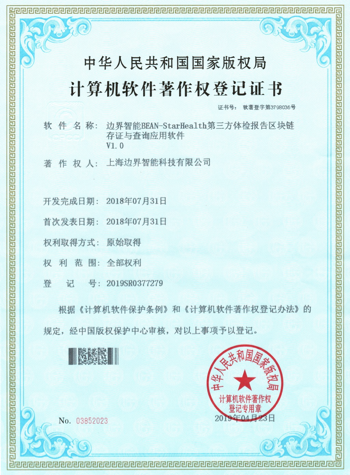 中华人民共和国国家版权局
计算机软件著作权登记证书
证书号: 软著登字第
软件名称: 边界智能BEAN-StarHealth第三方体检报告区块链
存证与查询应用软件
V1.0
著作权人: 上海边界智能科技有限公司
开发完成日期: 2018年07月31日
首次发表日期: 2018年07月31日
权利取得方式: 原始取得
权利范围: 全部权利
登记号: 2019SR0377279
根据《计算机软件保护条例》和《计算机软件著作权登记办法》的
规定,经中国版权保护中心审核,对以上事项予以登记。
中华人民共和国国家版权局
计算机软件著作权
登记专用章
No. 03852023
2019年04月23日